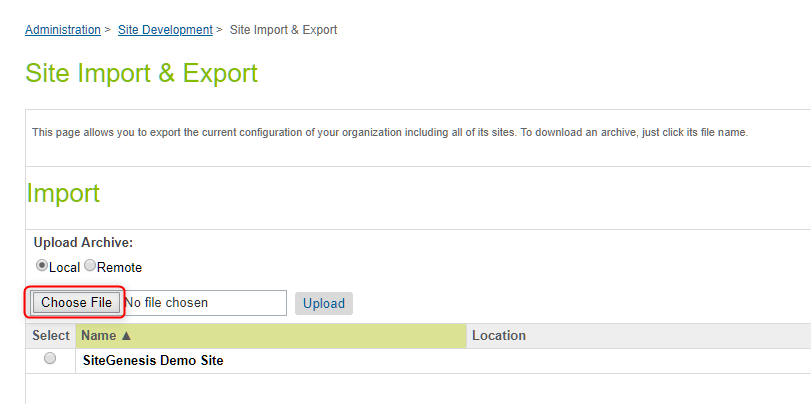 Administration > Site Development > Site Import & Export
Site Import & Export
This page allows you to export the current configuration of your organization including all of its sites. To download an archive, just click its file name.
Import
Upload Archive:
Local Remote
Choose File No file chosen Upload
Select Name ▲ Location
SiteGenesis Demo Site